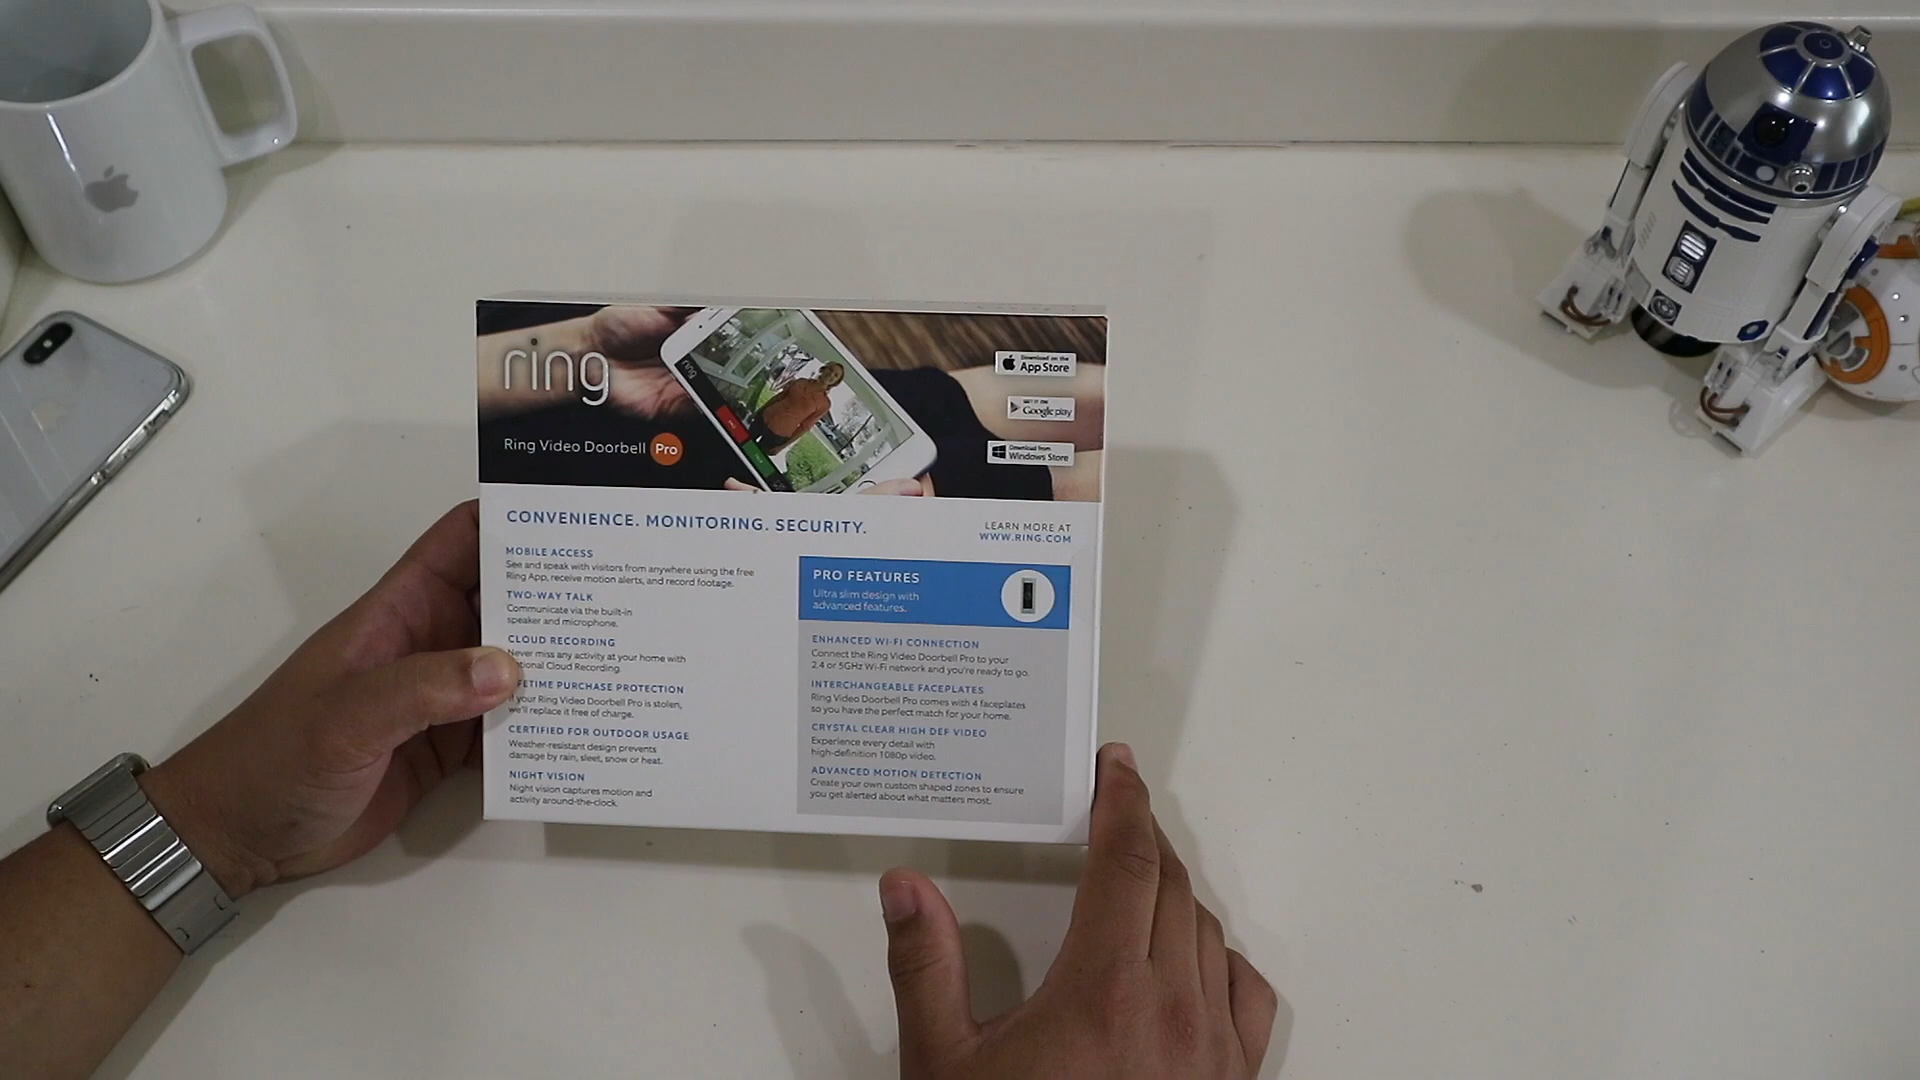 ring
Ring Video Doorbell Pro
Download on the
App Store
GET IT ON
Google play
Download from
Windows Store
CONVENIENCE. MONITORING. SECURITY.
LEARN MORE AT
WWW.RING.COM
MOBILE ACCESS
See and speak with visitors from anywhere using the free
Ring App, receive motion alerts, and record footage.
TWO-WAY TALK
Communicate via the built-in
speaker and microphone.
CLOUD RECORDING
Never miss any activity at your home with
tional Cloud Recording.
FETIME PURCHASE PROTECTION
If your Ring Video Doorbell Pro is stolen,
we'll replace it free of charge.
CERTIFIED FOR OUTDOOR USAGE
Weather-resistant design prevents
damage by rain, sleet, snow or heat.
NIGHT VISION
Night vision captures motion and
activity around-the-clock.
PRO FEATURES
Ultra slim design with
advanced features.
ENHANCED WI-FI CONNECTION
Connect the Ring Video Doorbell Pro to your
2.4 or 5GHz Wi-Fi network and you're ready to go.
INTERCHANGEABLE FACEPLATES
Ring Video Doorbell Pro comes with 4 faceplates
so you have the perfect match for your home.
CRYSTAL CLEAR HIGH DEF VIDEO
Experience every detail with
high-definition 1080p video.
ADVANCED MOTION DETECTION
Create your own custom shaped zones to ensure
you get alerted about what matters most.